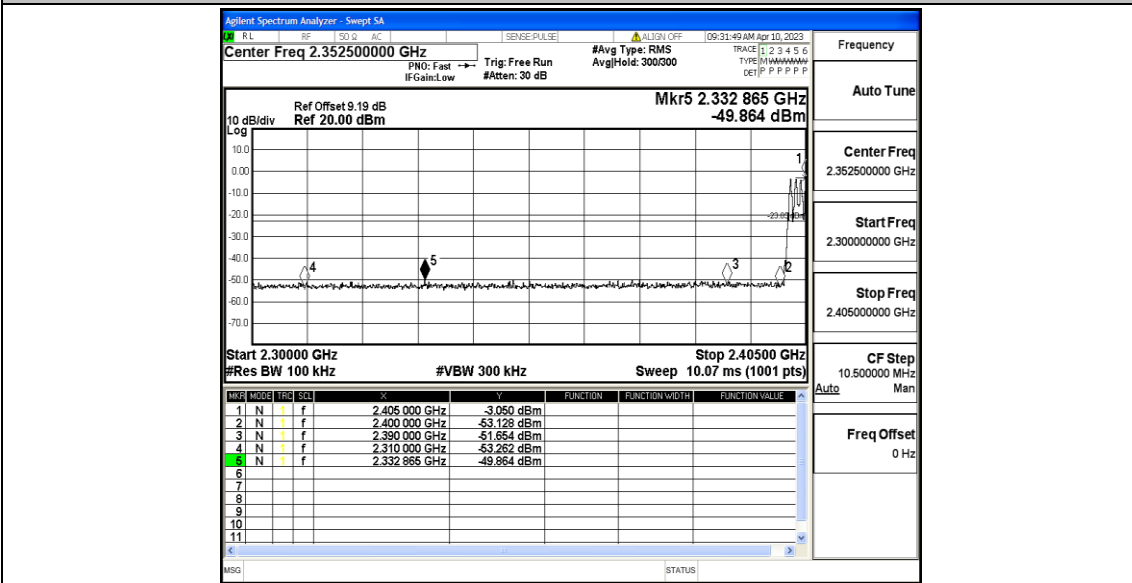 Agilent Spectrum Analyzer - Swept SA
RL RF 50 Ω AC SENSE:PULSE ALIGN OFF 09:31:49 AM Apr 10, 2023
Center Freq 2.352500000 GHz
PNO: Fast
IFGain:Low
Trig: Free Run
#Atten: 30 dB
#Avg Type: RMS
Avg|Hold: 300/300
TRACE 1 2 3 4 5 6
TYPE M
DET P P P P P P
Ref Offset 9.19 dB
10 dB/div Ref 20.00 dBm
Log
Mkr5 2.332 865 GHz
-49.864 dBm
10.0
0.00
-10.0
-20.0
-30.0
-40.0
-50.0
-60.0
-70.0
1
4
5
3
2
Start 2.30000 GHz Stop 2.40500 GHz
#Res BW 100 kHz #VBW 300 kHz Sweep 10.07 ms (1001 pts)
MKR MODE TRC SCL X Y FUNCTION FUNCTION WIDTH FUNCTION VALUE
1 N 1 f 2.405 000 GHz -3.050 dBm
2 N 1 f 2.400 000 GHz -53.128 dBm
3 N 1 f 2.390 000 GHz -51.654 dBm
4 N 1 f 2.310 000 GHz -53.262 dBm
5 N 1 f 2.332 865 GHz -49.864 dBm
6
7
8
9
10
11
MSG STATUS
Frequency
Auto Tune
Center Freq
2.352500000 GHz
Start Freq
2.300000000 GHz
Stop Freq
2.405000000 GHz
CF Step
10.500000 MHz
Auto Man
Freq Offset
0 Hz